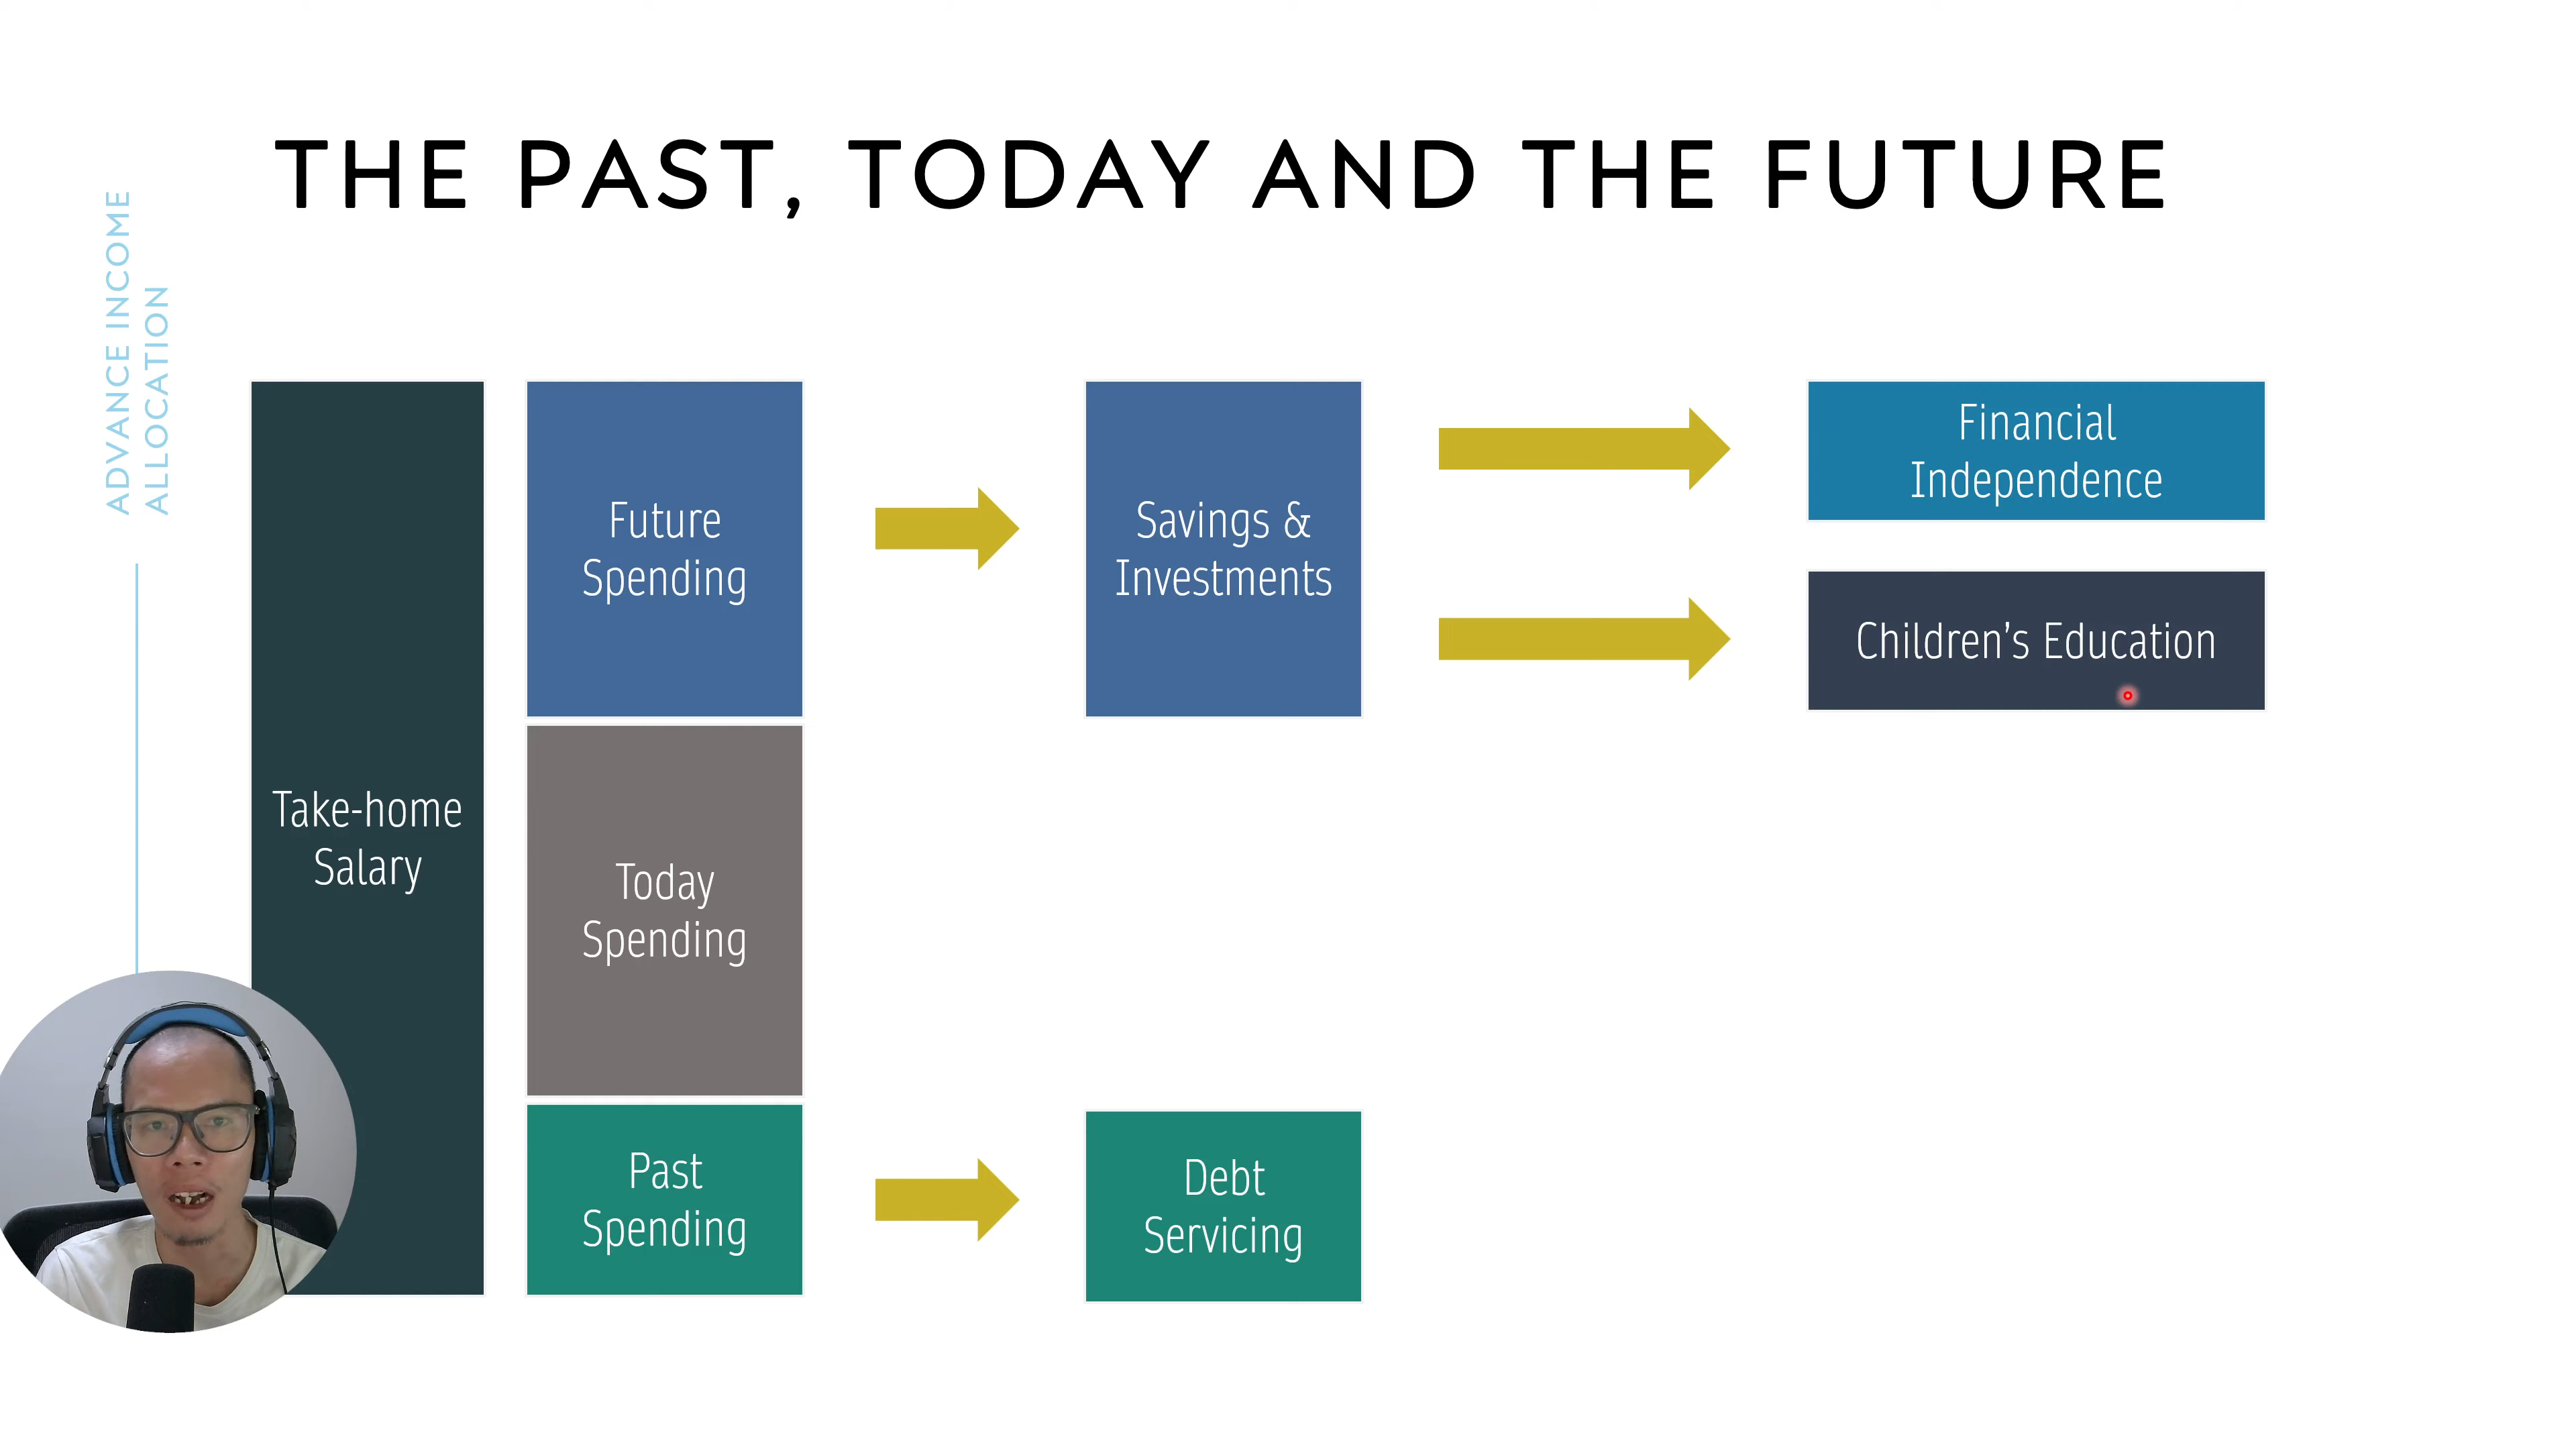 THE PAST, TODAY AND THE FUTURE
ADVANCE INCOME
ALLOCATION
Take-home
Salary
Future
Spending
Savings &
Investments
Financial
Independence
Children’s Education
Today
Spending
Past
Spending
Debt
Servicing